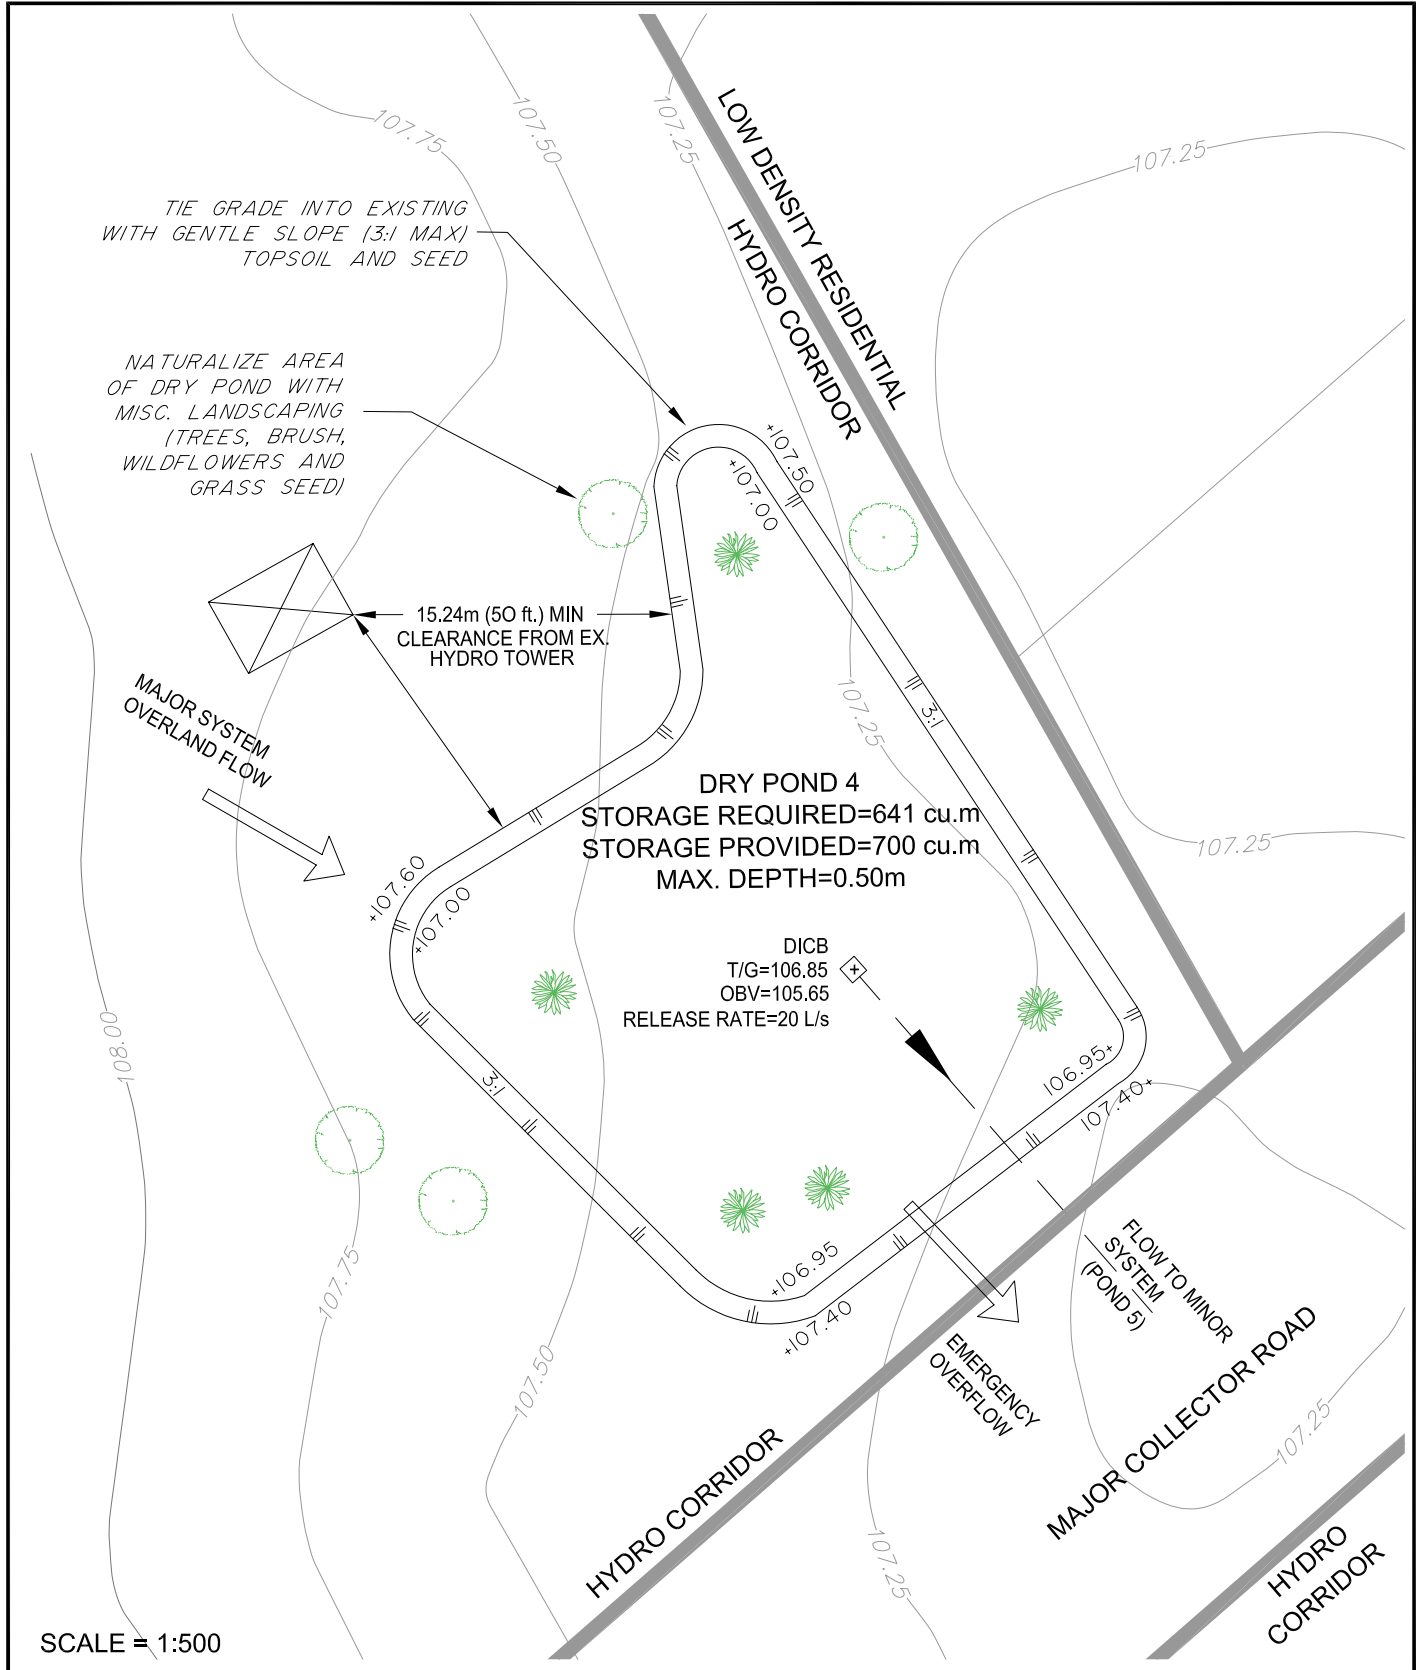 107.75
107.50
107.25
LOW DENSITY RESIDENTIAL
HYDRO CORRIDOR
107.25
TIE GRADE INTO EXISTING
WITH GENTLE SLOPE (3:1 MAX)
TOPSOIL AND SEED
NATURALIZE AREA
OF DRY POND WITH
MISC. LANDSCAPING
(TREES, BRUSH,
WILDFLOWERS AND
GRASS SEED)
+107.50
+107.00
15.24m (50 ft.) MIN
CLEARANCE FROM EX.
HYDRO TOWER
MAJOR SYSTEM
OVERLAND FLOW
107.25
3:1
DRY POND 4
STORAGE REQUIRED=641 cu.m
STORAGE PROVIDED=700 cu.m
MAX. DEPTH=0.50m
107.25
+107.60
+107.00
DICB
T/G=106.85
OBV=105.65
RELEASE RATE=20 L/s
108.00
3:1
106.95+
107.40+
107.75
+106.95
+107.40
107.50
FLOW TO MINOR
SYSTEM
(POND 5)
EMERGENCY
OVERFLOW
MAJOR COLLECTOR ROAD
107.25
HYDRO CORRIDOR
107.25
HYDRO
CORRIDOR
SCALE = 1:500